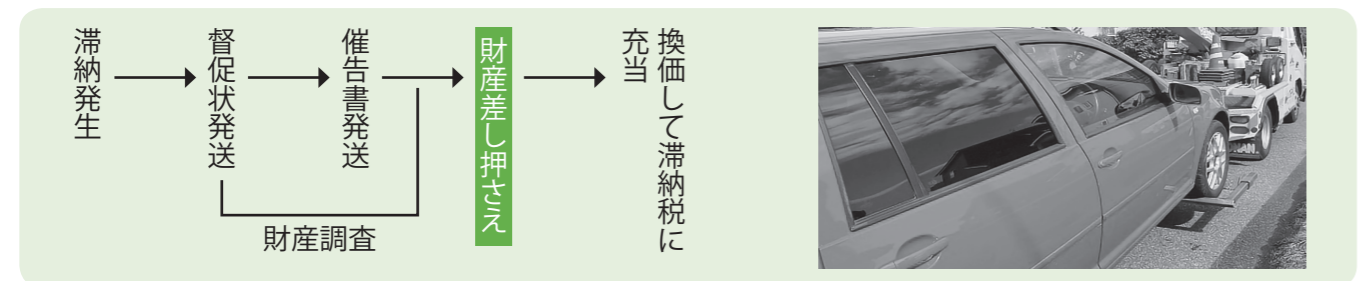 滞納発生
督促状発送
催告書発送
財産差し押さえ
換価して滞納税に
充当
財産調査